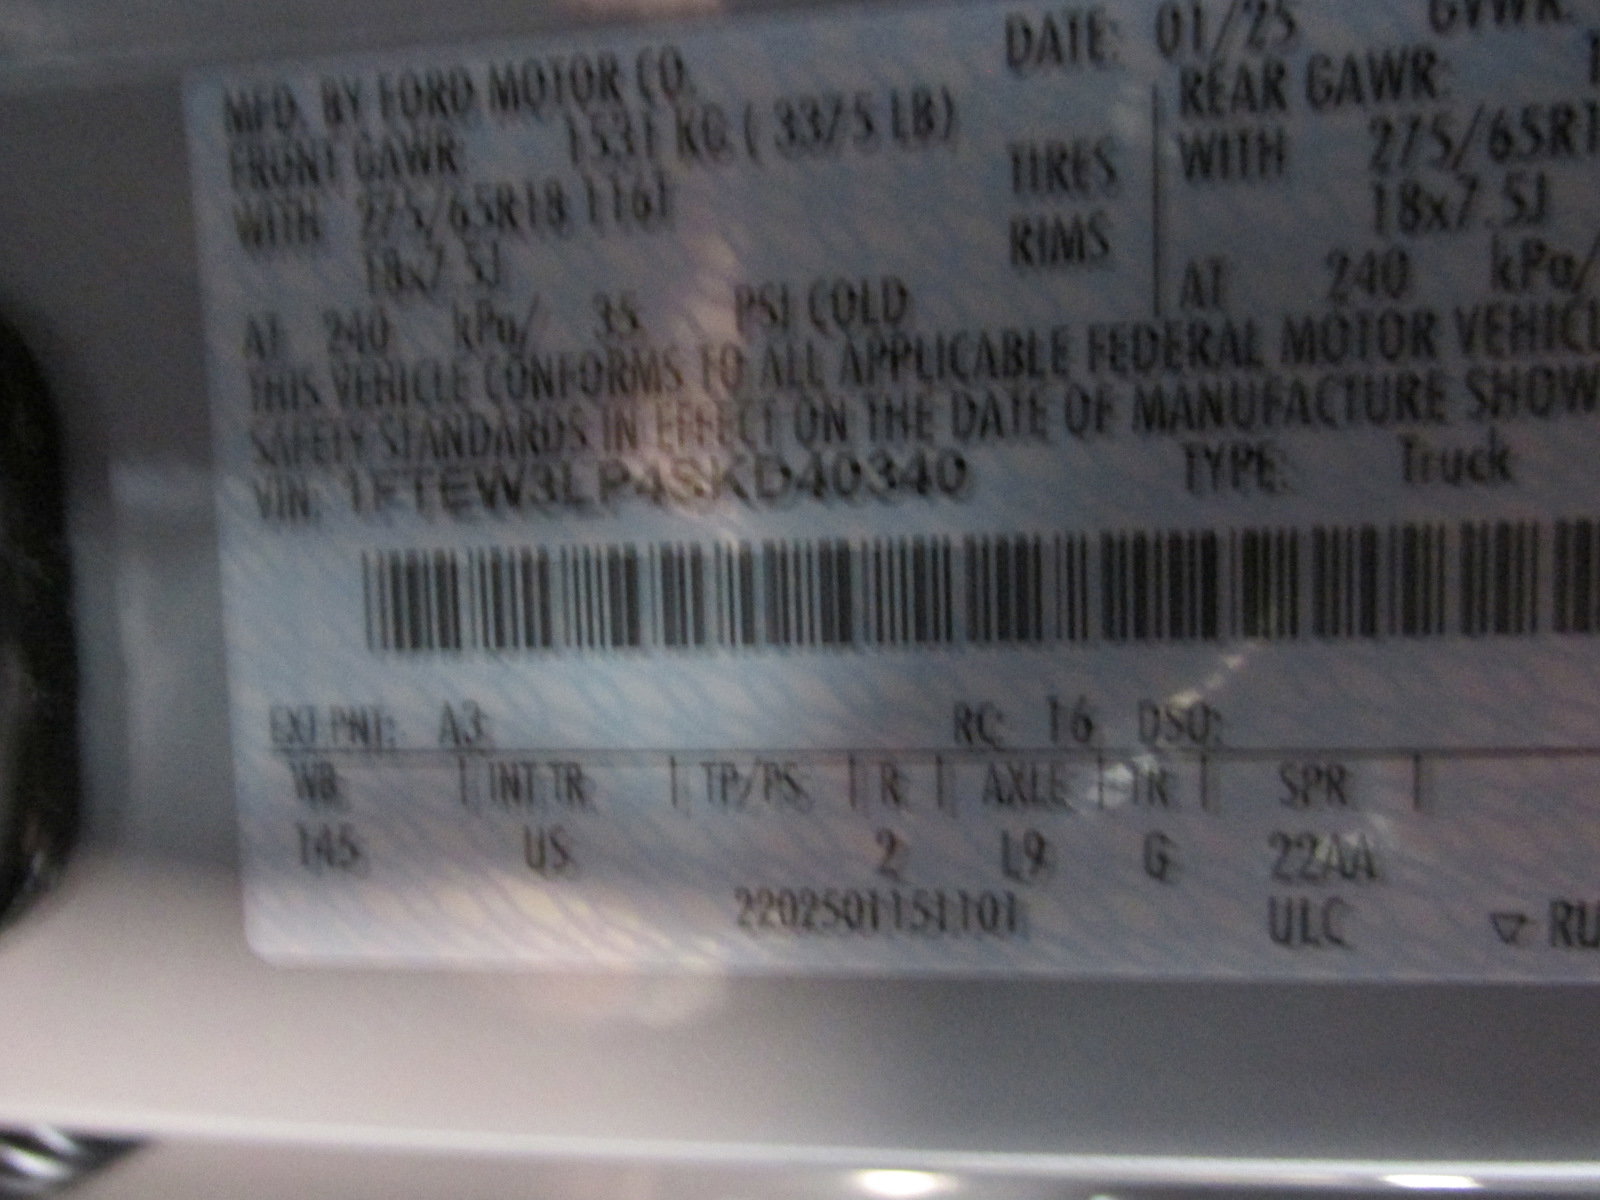 MFD. BY FORD MOTOR CO. DATE: 01/25 GVWR:
FRONT GAWR: 1531 KG ( 3375 LB) REAR GAWR:
WITH 275/65R18 116T TIRES WITH 275/65R1
18x7.5J RIMS 18x7.5J
AT 240 kPa/ 35 PSI COLD AT 240 kPa/
THIS VEHICLE CONFORMS TO ALL APPLICABLE FEDERAL MOTOR VEHICL
SAFETY STANDARDS IN EFFECT ON THE DATE OF MANUFACTURE SHOW
VIN: 1FTEW3LP4SKD40340 TYPE: Truck
EXT PNT: A3 RC: 16 DSO:
WB | INT TR | TP/PS | R | AXLE | TR | SPR |
145 US 2 L9 G 22AA
2202501151101 ULC ▽ RU